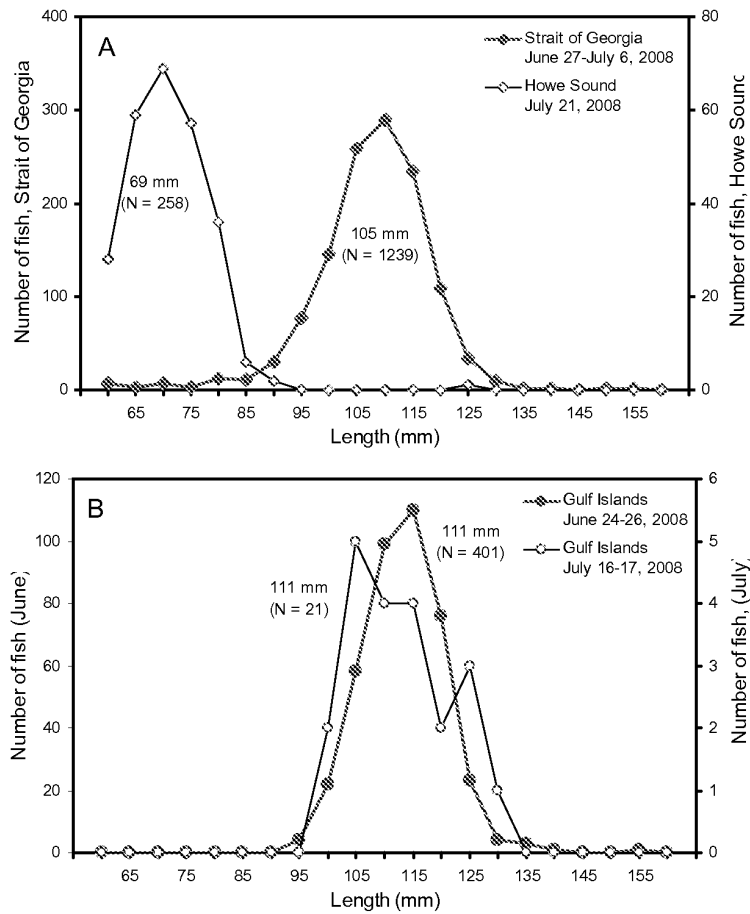 A
Strait of Georgia
June 27-July 6, 2008
Howe Sound
July 21, 2008
69 mm
(N = 258)
105 mm
(N = 1239)
Number of fish, Strait of Georgia
Number of fish, Howe Sound
400
300
200
100
0
80
60
40
20
0
65 75 85 95 105 115 125 135 145 155
Length (mm)
B
Gulf Islands
June 24-26, 2008
Gulf Islands
July 16-17, 2008
111 mm
(N = 401)
111 mm
(N = 21)
Number of fish (June)
Number of fish, (July)
120
100
80
60
40
20
0
6
5
4
3
2
1
0
65 75 85 95 105 115 125 135 145 155
Length (mm)